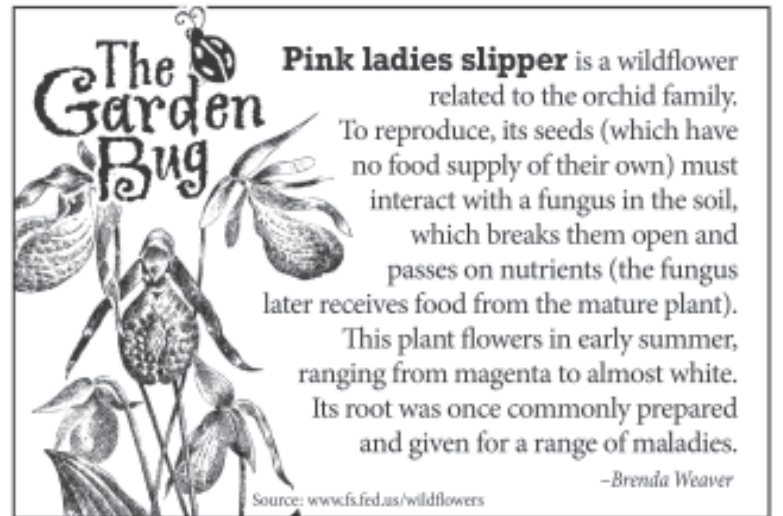 The
Garden
Bug
Pink ladies slipper is a wildflower
related to the orchid family.
To reproduce, its seeds (which have
no food supply of their own) must
interact with a fungus in the soil,
which breaks them open and
passes on nutrients (the fungus
later receives food from the mature plant).
This plant flowers in early summer,
ranging from magenta to almost white.
Its root was once commonly prepared
and given for a range of maladies.
–Brenda Weaver
Source: www.fs.fed.us/wildflowers